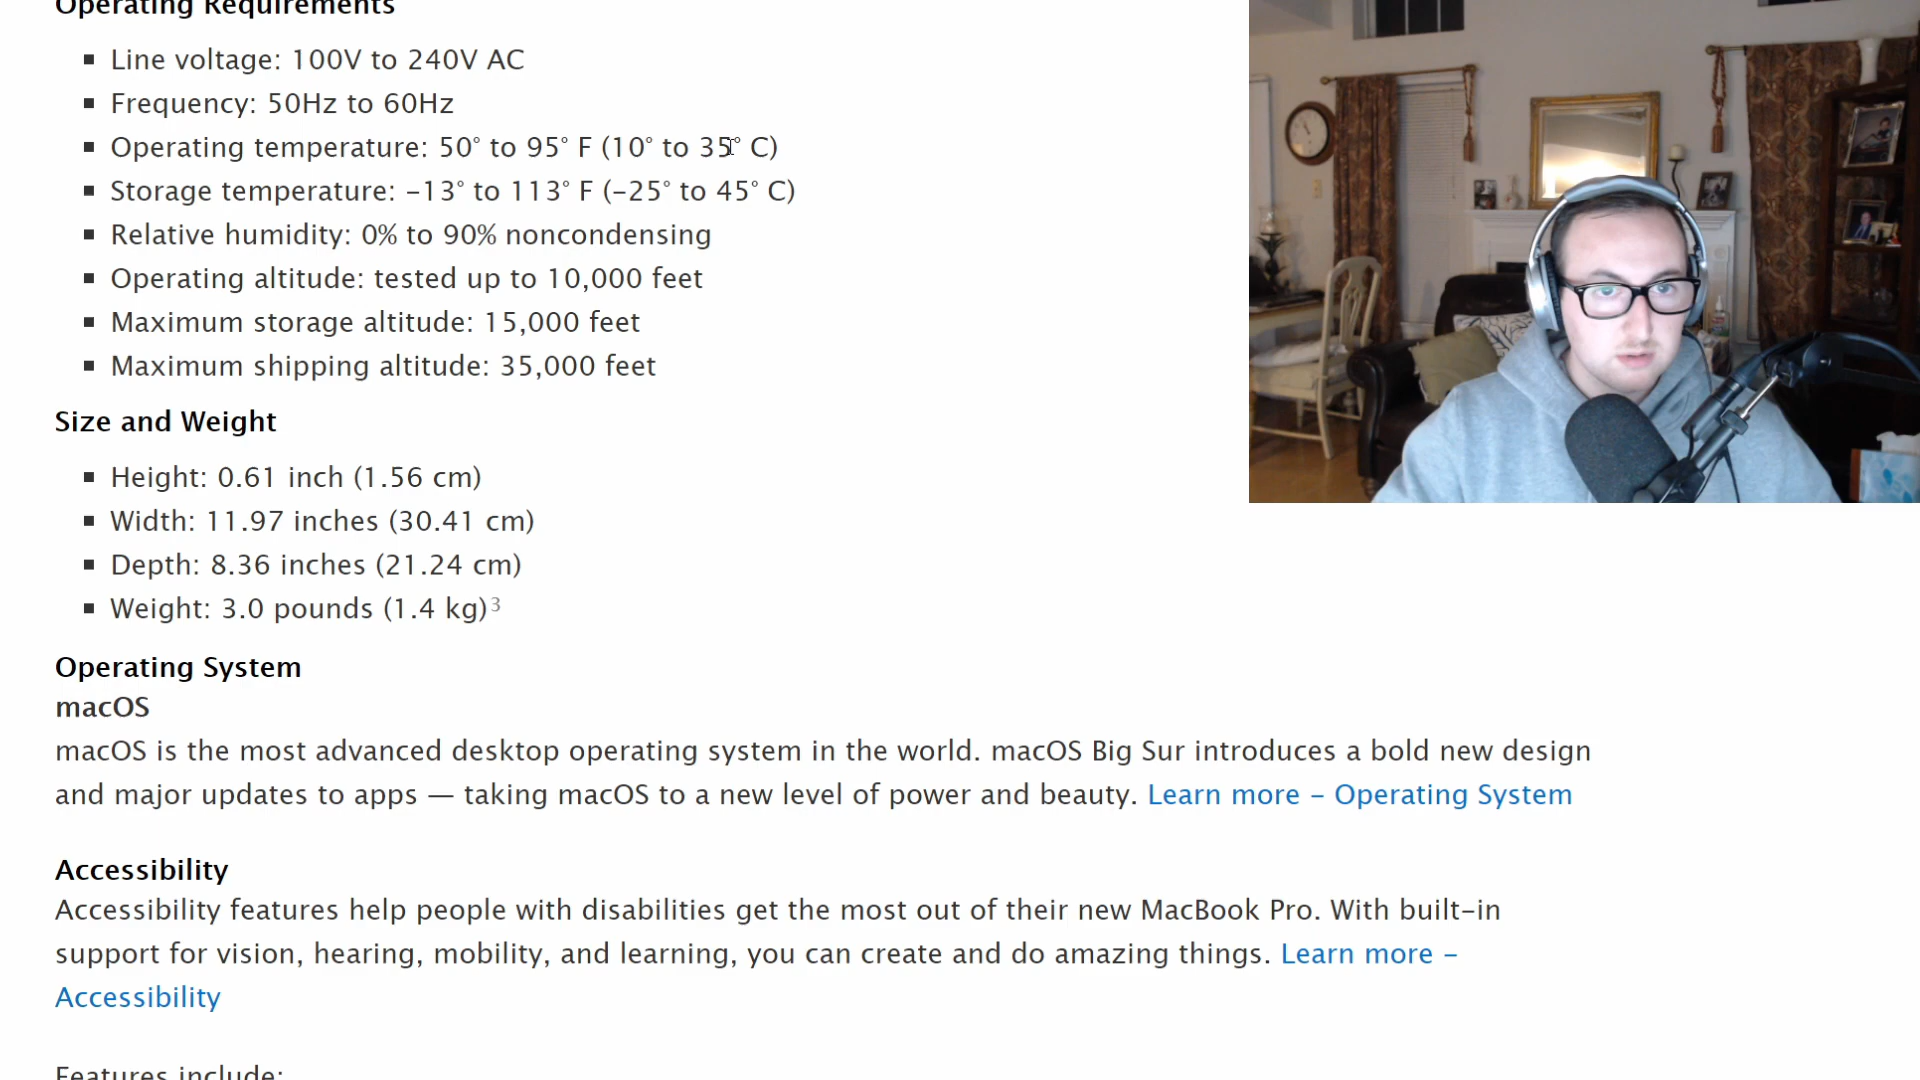 Operating Requirements
Line voltage: 100V to 240V AC
Frequency: 50Hz to 60Hz
Operating temperature: 50° to 95° F (10° to 35° C)
Storage temperature: –13° to 113° F (–25° to 45° C)
Relative humidity: 0% to 90% noncondensing
Operating altitude: tested up to 10,000 feet
Maximum storage altitude: 15,000 feet
Maximum shipping altitude: 35,000 feet
Size and Weight
Height: 0.61 inch (1.56 cm)
Width: 11.97 inches (30.41 cm)
Depth: 8.36 inches (21.24 cm)
Weight: 3.0 pounds (1.4 kg)³
Operating System
macOS
macOS is the most advanced desktop operating system in the world. macOS Big Sur introduces a bold new design
and major updates to apps — taking macOS to a new level of power and beauty. Learn more – Operating System
Accessibility
Accessibility features help people with disabilities get the most out of their new MacBook Pro. With built-in
support for vision, hearing, mobility, and learning, you can create and do amazing things. Learn more –
Accessibility
Features include: